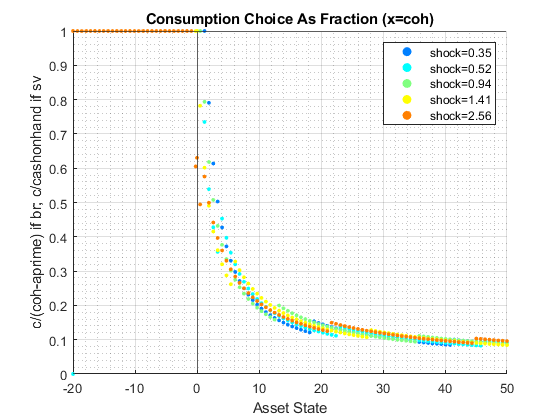 Consumption Choice As Fraction (x=coh)
c/(coh-aprime) if br, c/cashonhand if sv
1
0.9
0.8
0.7
0.6
0.5
0.4
0.3
0.2
0.1
0
shock=0.35
shock=0.52
shock=0.94
shock=1.41
shock=2.56
-20 -10 0 10 20 30 40 50
Asset State